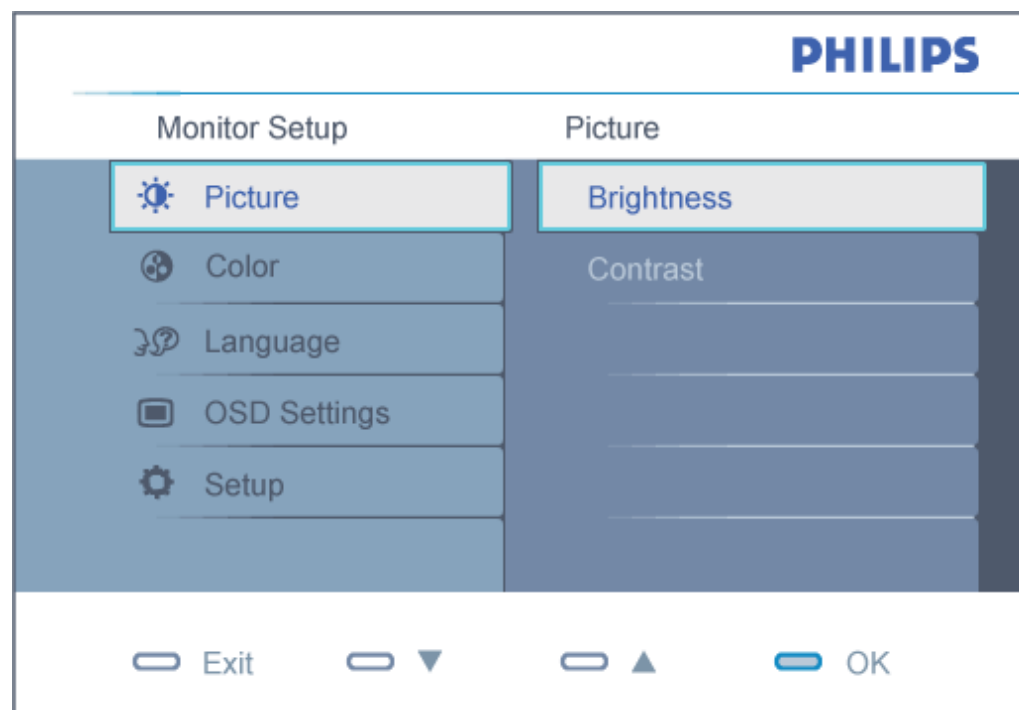 PHILIPS
Monitor Setup Picture
Picture Brightness
Color Contrast
Language
OSD Settings
Setup
Exit ▼ ▲ OK